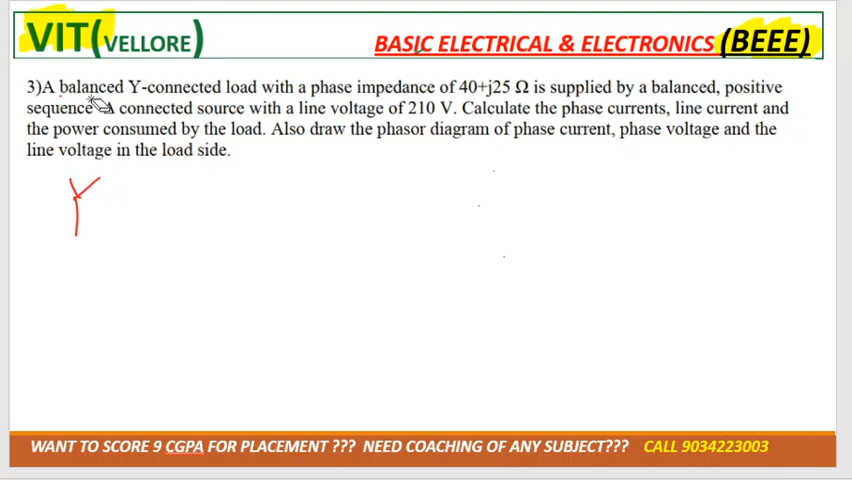 VIT(VELLORE)
BASIC ELECTRICAL & ELECTRONICS (BEEE)
3)A balanced Y-connected load with a phase impedance of 40+j25 Ω is supplied by a balanced, positive
sequence Δ connected source with a line voltage of 210 V. Calculate the phase currents, line current and
the power consumed by the load. Also draw the phasor diagram of phase current, phase voltage and the
line voltage in the load side.
Y
WANT TO SCORE 9 CGPA FOR PLACEMENT ??? NEED COACHING OF ANY SUBJECT??? CALL 9034223003